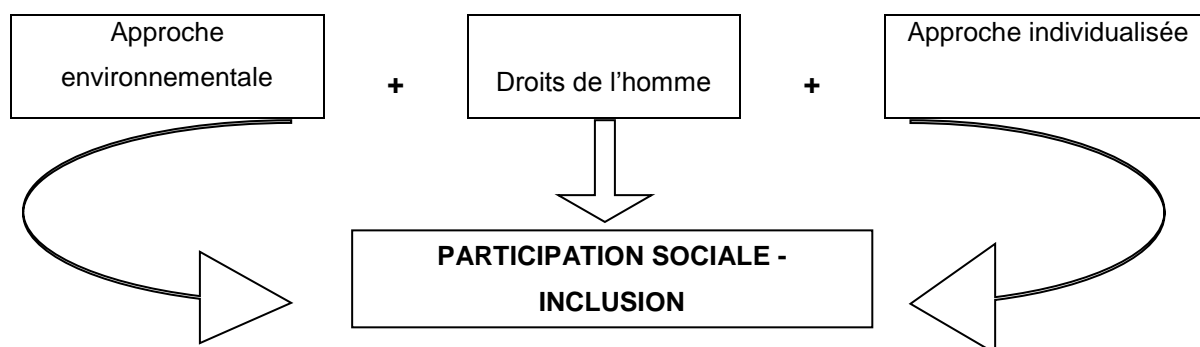 Approche
environnementale
+
Droits de l'homme
+
Approche individualisée
PARTICIPATION SOCIALE -
INCLUSION